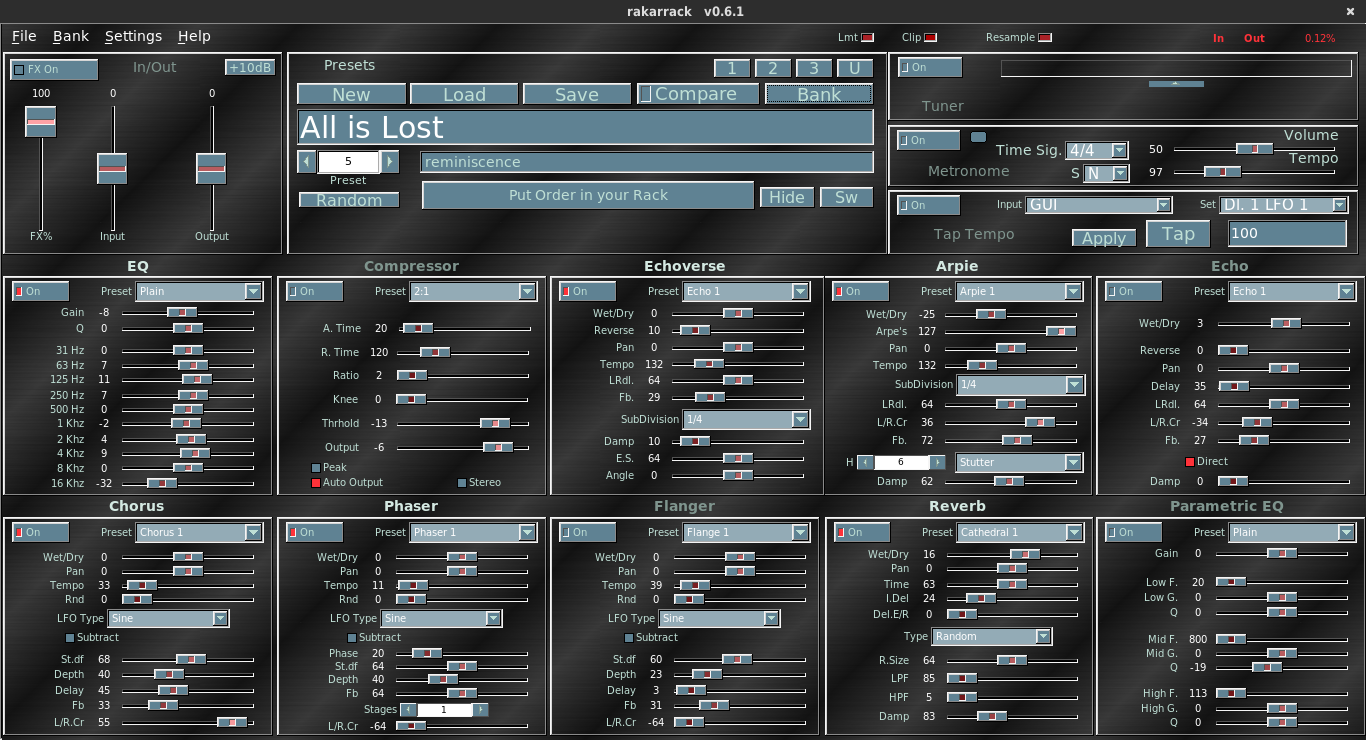 rakarrack v0.6.1
File Bank Settings Help
Lmt Clip Resample In Out 0.12%
FX On In/Out +10dB
100 0 0
FX% Input Output
Presets 1 2 3 U
New Load Save Compare Bank
All is Lost
5 reminiscence
Preset
Random Put Order in your Rack Hide Sw
On
Tuner
On Time Sig. 4/4 50 Volume
Metronome S N 97 Tempo
On Input GUI Set DI. 1 LFO 1
Tap Tempo Apply Tap 100
EQ
On Preset Plain
Gain -8
Q 0
31 Hz 0
63 Hz 7
125 Hz 11
250 Hz 7
500 Hz 0
1 Khz -2
2 Khz 4
4 Khz 9
8 Khz 0
16 Khz -32
Compressor
On Preset 2:1
A. Time 20
R. Time 120
Ratio 2
Knee 0
Thrhold -13
Output -6
Peak
Auto Output Stereo
Echoverse
On Preset Echo 1
Wet/Dry 0
Reverse 10
Pan 0
Tempo 132
LRdl. 64
Fb. 29
SubDivision 1/4
Damp 10
E.S. 64
Angle 0
Arpie
On Preset Arpie 1
Wet/Dry -25
Arpe's 127
Pan 0
Tempo 132
SubDivision 1/4
LRdl. 64
L/R.Cr 36
Fb. 72
H 6 Stutter
Damp 62
Echo
On Preset Echo 1
Wet/Dry 3
Reverse 0
Pan 0
Delay 35
LRdl. 64
L/R.Cr -34
Fb. 27
Direct
Damp 0
Chorus
On Preset Chorus 1
Wet/Dry 0
Pan 0
Tempo 33
Rnd 0
LFO Type Sine
Subtract
St.df 68
Depth 40
Delay 45
Fb 33
L/R.Cr 55
Phaser
On Preset Phaser 1
Wet/Dry 0
Pan 0
Tempo 11
Rnd 0
LFO Type Sine
Subtract
Phase 20
St.df 64
Depth 40
Fb 64
Stages 1
L/R.Cr -64
Flanger
On Preset Flange 1
Wet/Dry 0
Pan 0
Tempo 39
Rnd 0
LFO Type Sine
Subtract
St.df 60
Depth 23
Delay 3
Fb 31
L/R.Cr -64
Reverb
On Preset Cathedral 1
Wet/Dry 16
Pan 0
Time 63
I.Del 24
Del.E/R 0
Type Random
R.Size 64
LPF 85
HPF 5
Damp 83
Parametric EQ
On Preset Plain
Gain 0
Low F. 20
Low G. 0
Q 0
Mid F. 800
Mid G. 0
Q -19
High F. 113
High G. 0
Q 0